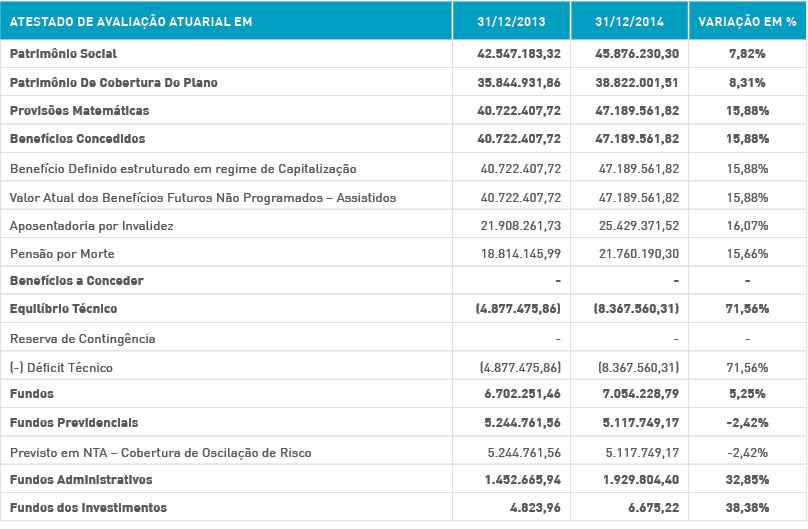 ATESTADO DE AVALIAÇÃO ATUARIAL EM 31/12/2013 31/12/2014 VARIAÇÃO EM %
Patrimônio Social 42.547.183,32 45.876.230,30 7,82%
Patrimônio De Cobertura Do Plano 35.844.931,86 38.822.001,51 8,31%
Provisões Matemáticas 40.722.407,72 47.189.561,82 15,88%
Benefícios Concedidos 40.722.407,72 47.189.561,82 15,88%
Benefício Definido estruturado em regime de Capitalização 40.722.407,72 47.189.561,82 15,88%
Valor Atual dos Benefícios Futuros Não Programados – Assistidos 40.722.407,72 47.189.561,82 15,88%
Aposentadoria por Invalidez 21.908.261,73 25.429.371,52 16,07%
Pensão por Morte 18.814.145,99 21.760.190,30 15,66%
Benefícios a Conceder - - -
Equilíbrio Técnico (4.877.475,86) (8.367.560,31) 71,56%
Reserva de Contingência - - -
(-) Déficit Técnico (4.877.475,86) (8.367.560,31) 71,56%
Fundos 6.702.251,46 7.054.228,79 5,25%
Fundos Previdenciais 5.244.761,56 5.117.749,17 -2,42%
Previsto em NTA – Cobertura de Oscilação de Risco 5.244.761,56 5.117.749,17 -2,42%
Fundos Administrativos 1.452.665,94 1.929.804,40 32,85%
Fundos dos Investimentos 4.823,96 6.675,22 38,38%